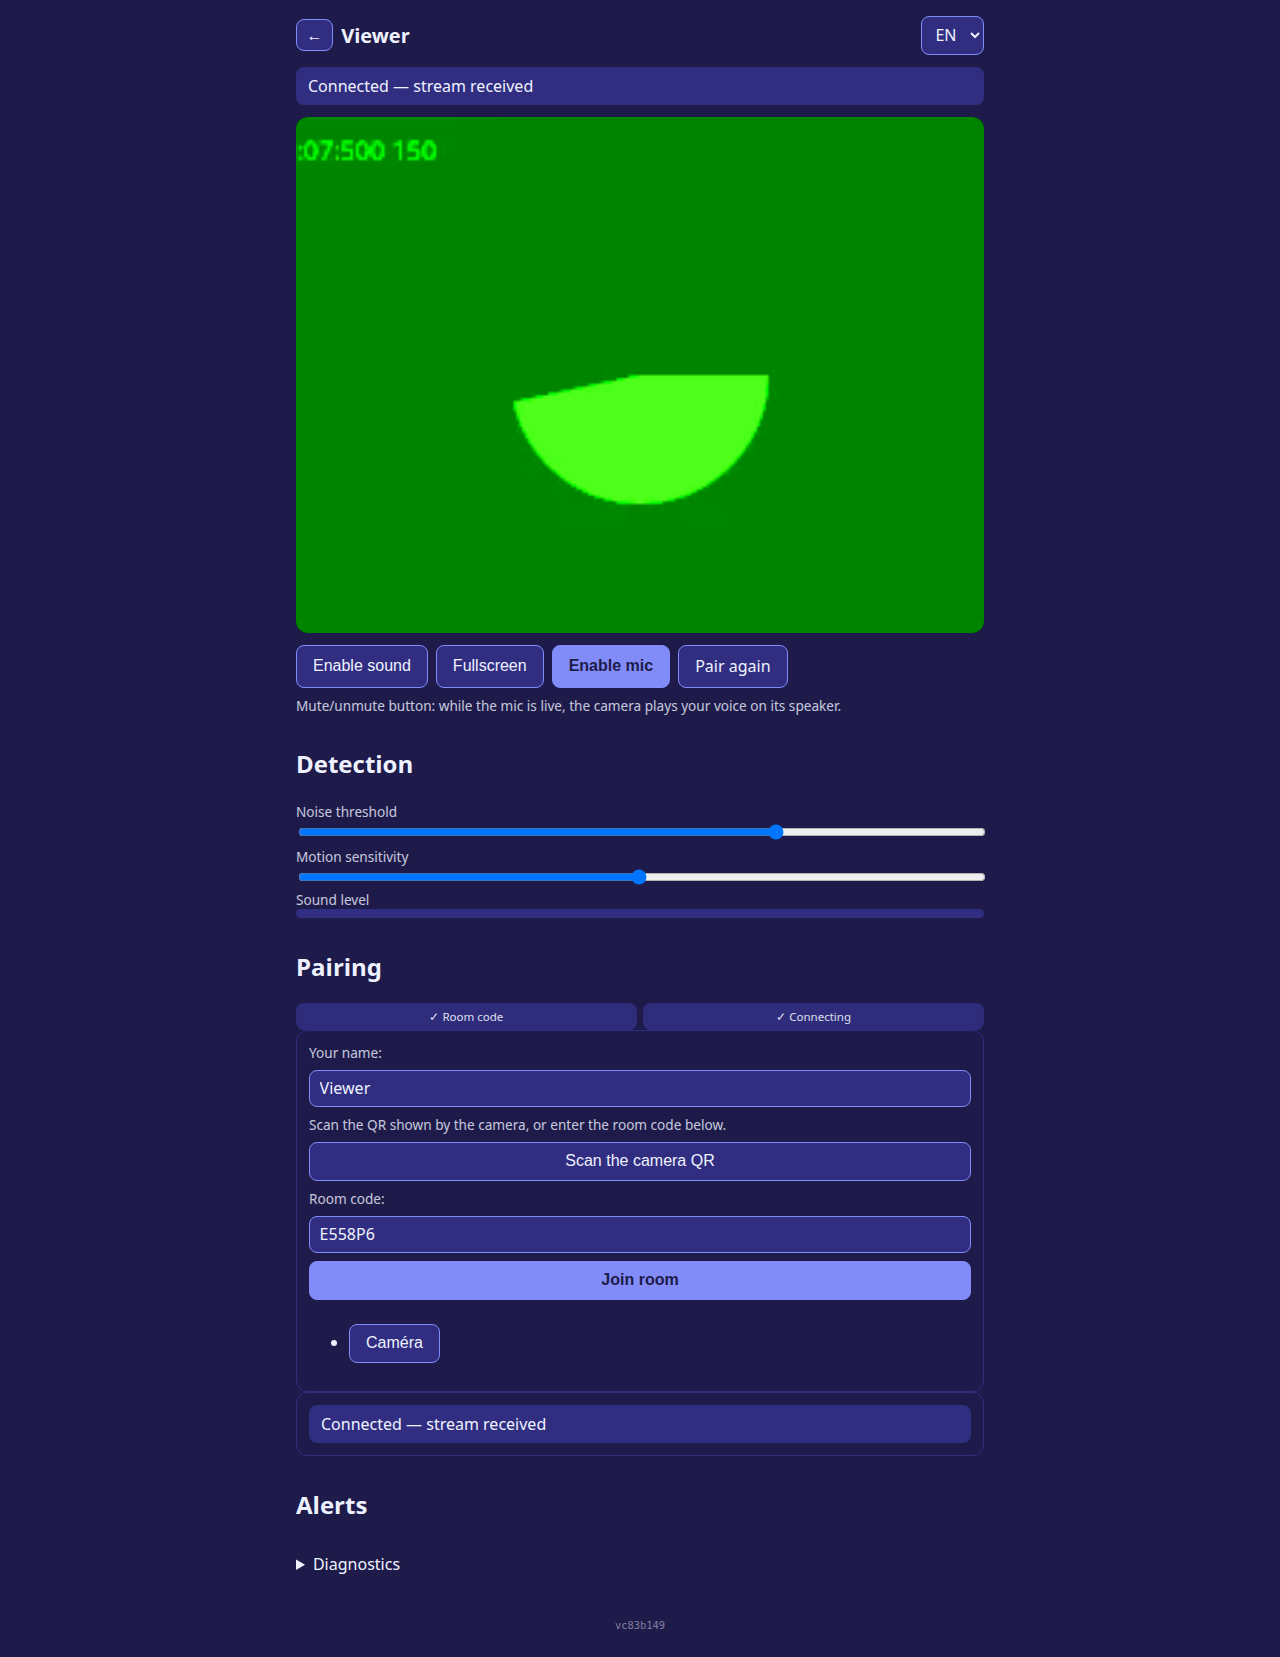 ← Viewer EN
Connected — stream received
:07:500 150
Enable sound Fullscreen Enable mic Pair again
Mute/unmute button: while the mic is live, the camera plays your voice on its speaker.
Detection
Noise threshold
Motion sensitivity
Sound level
Pairing
✓ Room code ✓ Connecting
Your name:
Viewer
Scan the QR shown by the camera, or enter the room code below.
Scan the camera QR
Room code:
E558P6
Join room
• Caméra
Connected — stream received
Alerts
▶ Diagnostics
vc83b149